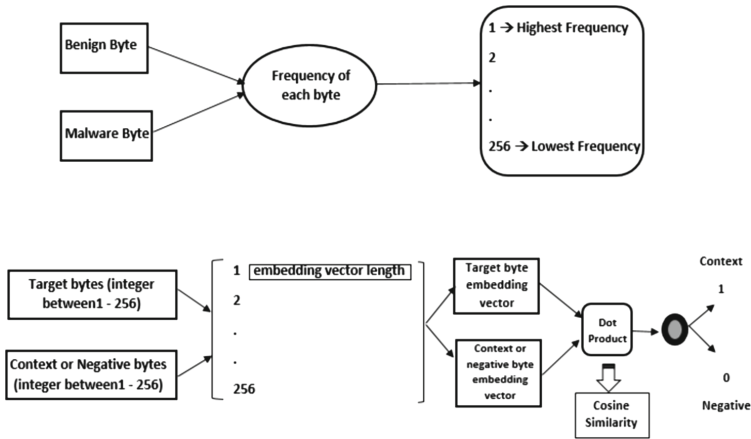 Benign Byte
Malware Byte
Frequency of
each byte
1 → Highest Frequency
2
.
.
256 → Lowest Frequency
Target bytes (integer
between1 - 256)
Context or Negative bytes
(integer between1 - 256)
1 embedding vector length
2
.
.
256
Target byte
embedding
vector
Context or
negative byte
embedding
vector
Dot
Product
Cosine
Similarity
Context
1
0
Negative